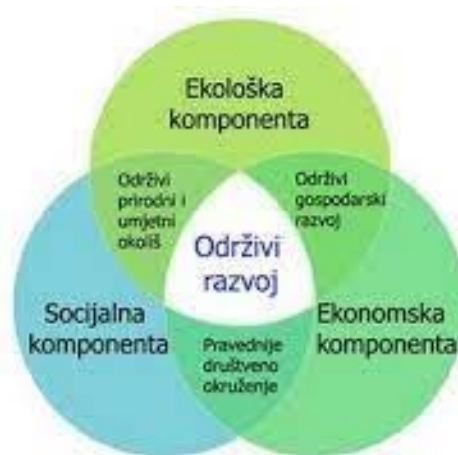 Ekološka
komponenta
Održivi
prirodni i
umjetni
okoliš
Održivi
gospodarski
razvoj
Održivi
razvoj
Socijalna
komponenta
Ekonomska
komponenta
Pravednije
društveno
okruženje